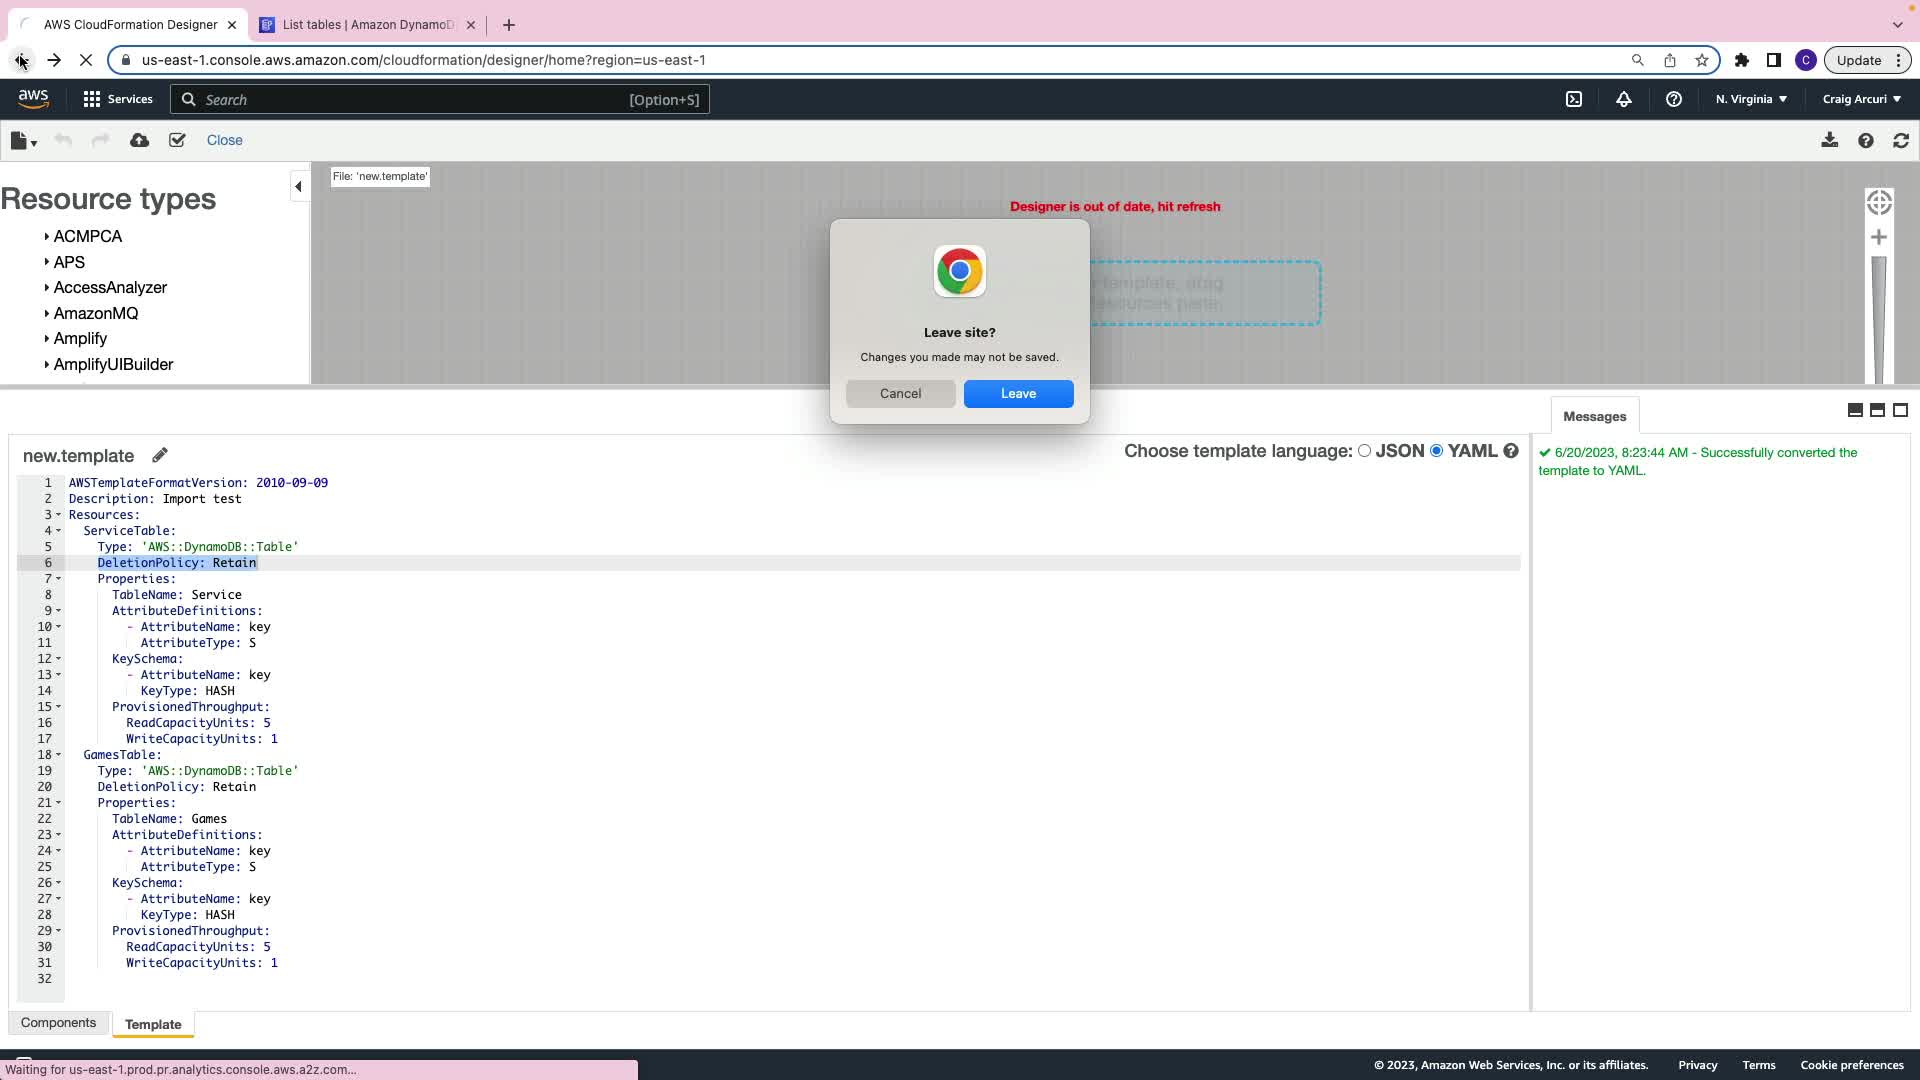 AWS CloudFormation Designer
List tables | Amazon DynamoD
us-east-1.console.aws.amazon.com/cloudformation/designer/home?region=us-east-1
C
Update
aws
Services
Search
[Option+S]
N. Virginia
Craig Arcuri
Close
Resource types
ACMPCA
APS
AccessAnalyzer
AmazonMQ
Amplify
AmplifyUIBuilder
File: 'new.template'
Designer is out of date, hit refresh
template, drag
Leave site?
Changes you made may not be saved.
Cancel
Leave
Messages
6/20/2023, 8:23:44 AM - Successfully converted the
template to YAML.
new.template
Choose template language: JSON YAML
1 AWSTemplateFormatVersion: 2010-09-09
2 Description: Import test
3 Resources:
4 ServiceTable:
5 Type: 'AWS::DynamoDB::Table'
6 DeletionPolicy: Retain
7 Properties:
8 TableName: Service
9 AttributeDefinitions:
10 - AttributeName: key
11 AttributeType: S
12 KeySchema:
13 - AttributeName: key
14 KeyType: HASH
15 ProvisionedThroughput:
16 ReadCapacityUnits: 5
17 WriteCapacityUnits: 1
18 GamesTable:
19 Type: 'AWS::DynamoDB::Table'
20 DeletionPolicy: Retain
21 Properties:
22 TableName: Games
23 AttributeDefinitions:
24 - AttributeName: key
25 AttributeType: S
26 KeySchema:
27 - AttributeName: key
28 KeyType: HASH
29 ProvisionedThroughput:
30 ReadCapacityUnits: 5
31 WriteCapacityUnits: 1
32
Components
Template
Waiting for us-east-1.prod.pr.analytics.console.aws.a2z.com...
© 2023, Amazon Web Services, Inc. or its affiliates.
Privacy
Terms
Cookie preferences